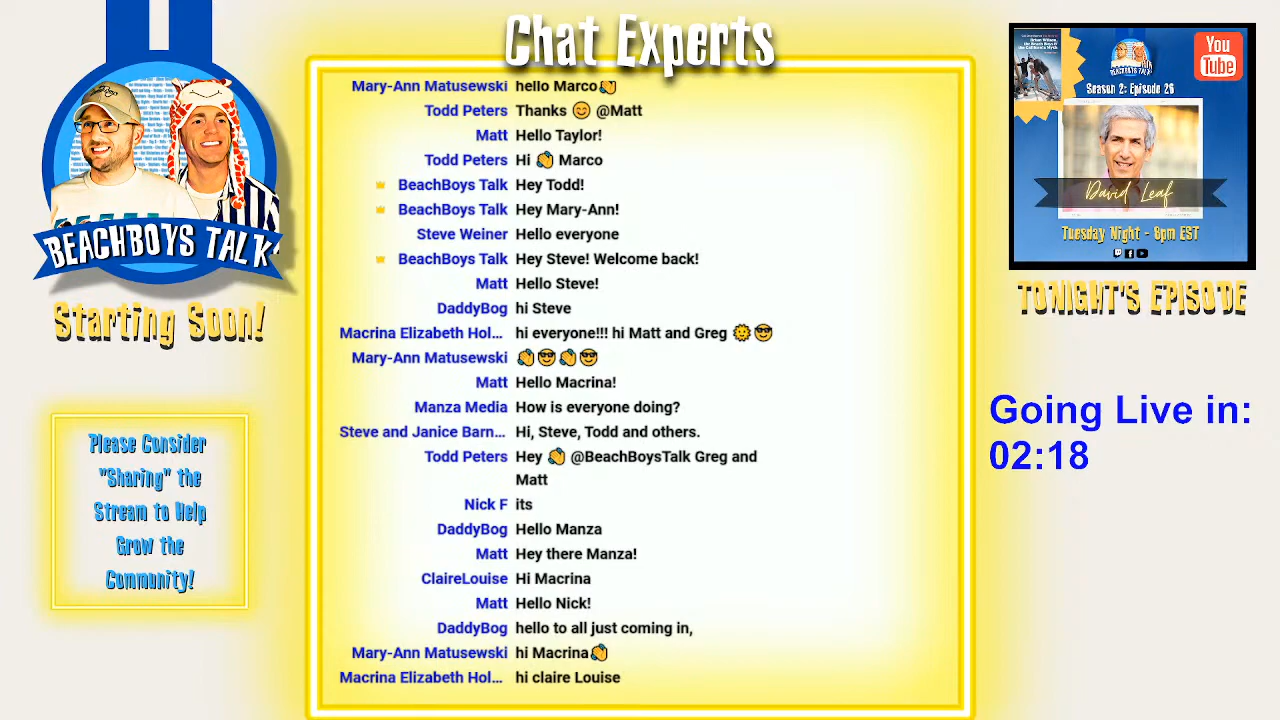 Chat Experts
BEACHBOYS TALK
Starting Soon!
Please Consider
"Sharing" the
Stream to Help
Grow the
Community!
Mary-Ann Matusewski hello Marco👋
Todd Peters Thanks 😊 @Matt
Matt Hello Taylor!
Todd Peters Hi 👋 Marco
BeachBoys Talk Hey Todd!
BeachBoys Talk Hey Mary-Ann!
Steve Weiner Hello everyone
BeachBoys Talk Hey Steve! Welcome back!
Matt Hello Steve!
DaddyBog hi Steve
Macrina Elizabeth Hol... hi everyone!!! hi Matt and Greg 🌞😎
Mary-Ann Matusewski 👋😎👋😎
Matt Hello Macrina!
Manza Media How is everyone doing?
Steve and Janice Barn... Hi, Steve, Todd and others.
Todd Peters Hey 👋 @BeachBoysTalk Greg and
Matt
Nick F its
DaddyBog Hello Manza
Matt Hey there Manza!
ClaireLouise Hi Macrina
Matt Hello Nick!
DaddyBog hello to all just coming in,
Mary-Ann Matusewski hi Macrina👋
Macrina Elizabeth Hol... hi claire Louise
You
Tube
BEACHBOYS TALK
Season 2: Episode 26
David Leaf
Tuesday Night - 8pm EST
TONIGHT'S EPISODE
Going Live in:
02:18